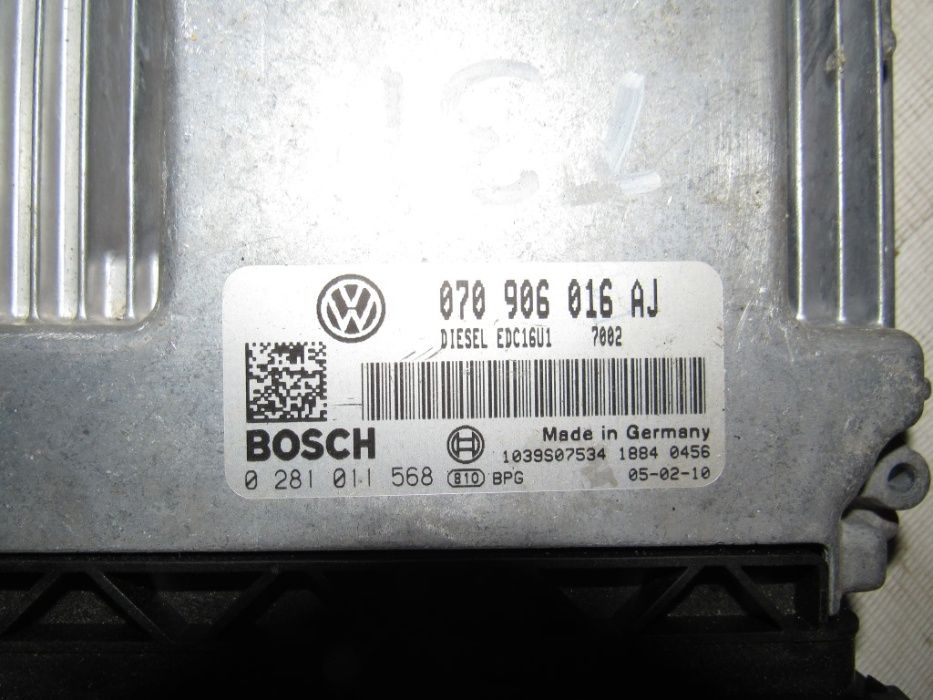 070 906 016 AJ
DIESEL EDC16U1 7002
BOSCH
Made in Germany
1039S07534 1884 0456
0 281 011 568 810 BPG 05-02-10